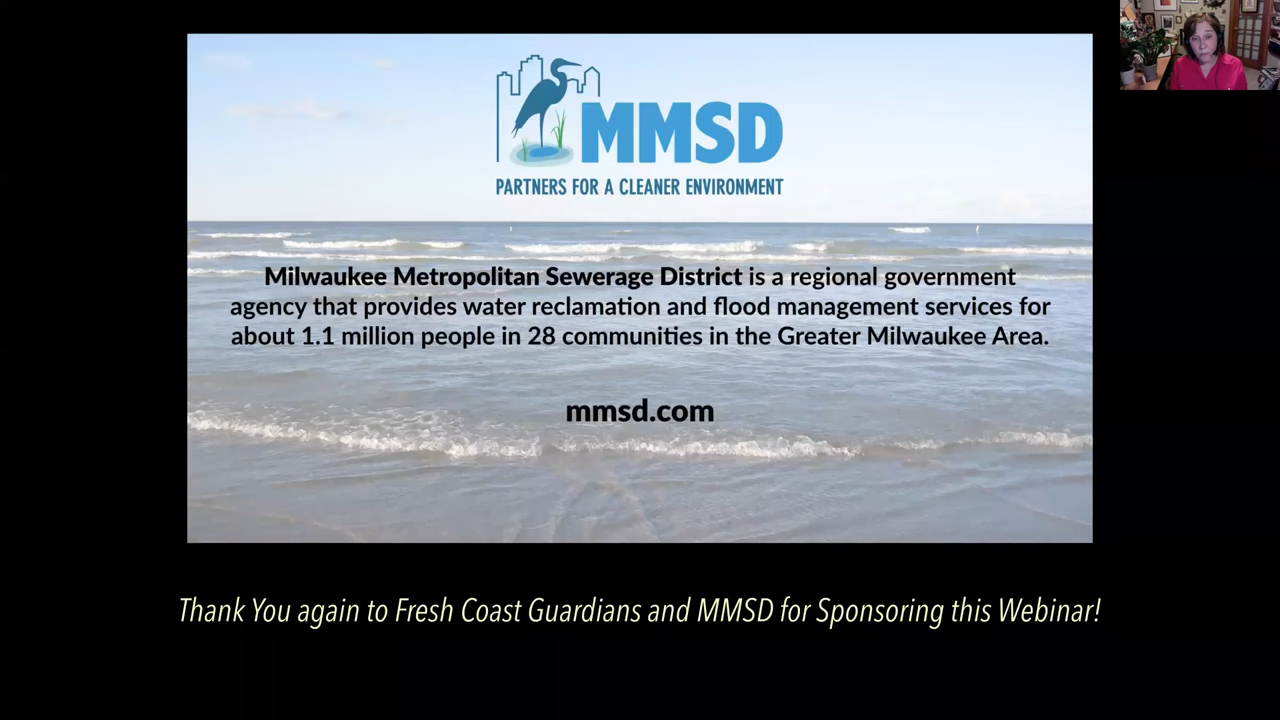 MMSD
PARTNERS FOR A CLEANER ENVIRONMENT
Milwaukee Metropolitan Sewerage District is a regional government
agency that provides water reclamation and flood management services for
about 1.1 million people in 28 communities in the Greater Milwaukee Area.
mmsd.com
Thank You again to Fresh Coast Guardians and MMSD for Sponsoring this Webinar!